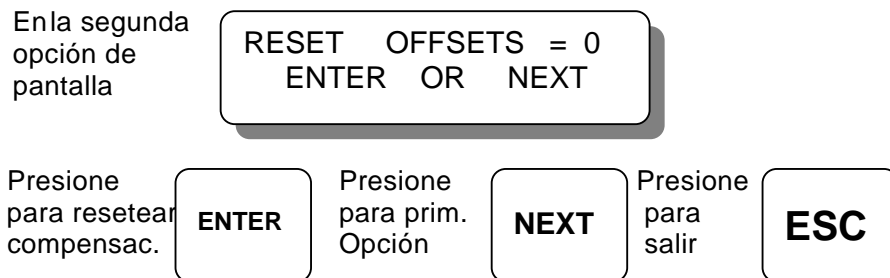 Enla segunda
opción de
pantalla
RESET OFFSETS = 0
ENTER OR NEXT
Presione
para resetear
compensac.
ENTER
Presione
para prim.
Opción
NEXT
Presione
para
salir
ESC